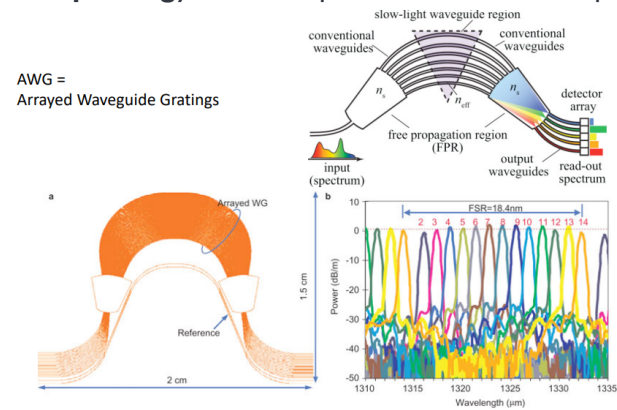 slow-light waveguide region
conventional
waveguides
conventional
waveguides
AWG =
Arrayed Waveguide Gratings
ns
ns
neff
detector
array
free propagation region
(FPR)
input
(spectrum)
output
waveguides
read-out
spectrum
a
Arrayed WG
Reference
1.5 cm
2 cm
b
FSR=18.4nm
2 3 4 5 6 7 8 9 10 11 12 13 14
Power (dB/m)
10
0
-10
-20
-30
-40
-50
1310 1315 1320 1325 1330 1335
Wavelength (μm)